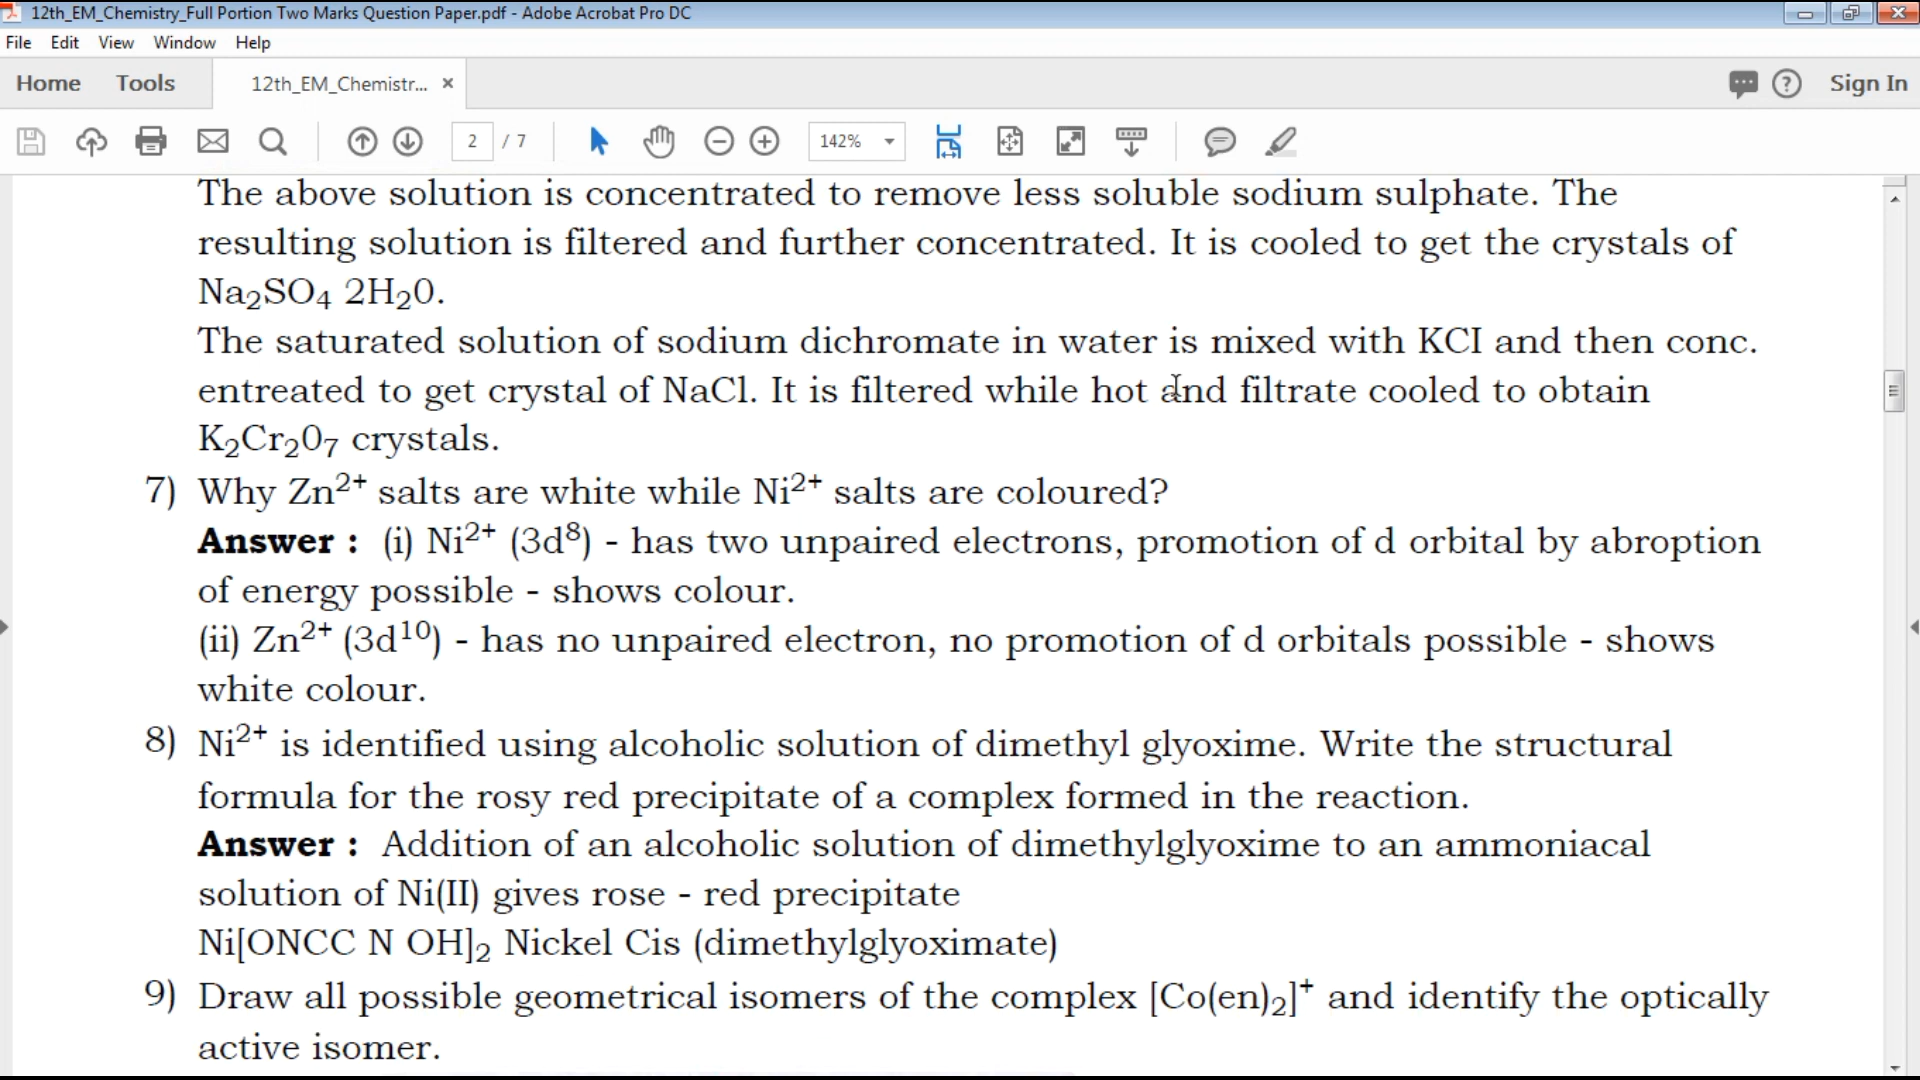 12th_EM_Chemistry_Full Portion Two Marks Question Paper.pdf - Adobe Acrobat Pro DC
File Edit View Window Help
Home Tools 12th_EM_Chemistr... × Sign In
2 / 7 142%
The above solution is concentrated to remove less soluble sodium sulphate. The
resulting solution is filtered and further concentrated. It is cooled to get the crystals of
Na₂SO₄ 2H₂0.
The saturated solution of sodium dichromate in water is mixed with KCI and then conc.
entreated to get crystal of NaCl. It is filtered while hot and filtrate cooled to obtain
K₂Cr₂0₇ crystals.
7) Why Zn²⁺ salts are white while Ni²⁺ salts are coloured?
Answer : (i) Ni²⁺ (3d⁸) - has two unpaired electrons, promotion of d orbital by abroption
of energy possible - shows colour.
(ii) Zn²⁺ (3d¹⁰) - has no unpaired electron, no promotion of d orbitals possible - shows
white colour.
8) Ni²⁺ is identified using alcoholic solution of dimethyl glyoxime. Write the structural
formula for the rosy red precipitate of a complex formed in the reaction.
Answer : Addition of an alcoholic solution of dimethylglyoxime to an ammoniacal
solution of Ni(II) gives rose - red precipitate
Ni[ONCC N OH]₂ Nickel Cis (dimethylglyoximate)
9) Draw all possible geometrical isomers of the complex [Co(en)₂]⁺ and identify the optically
active isomer.